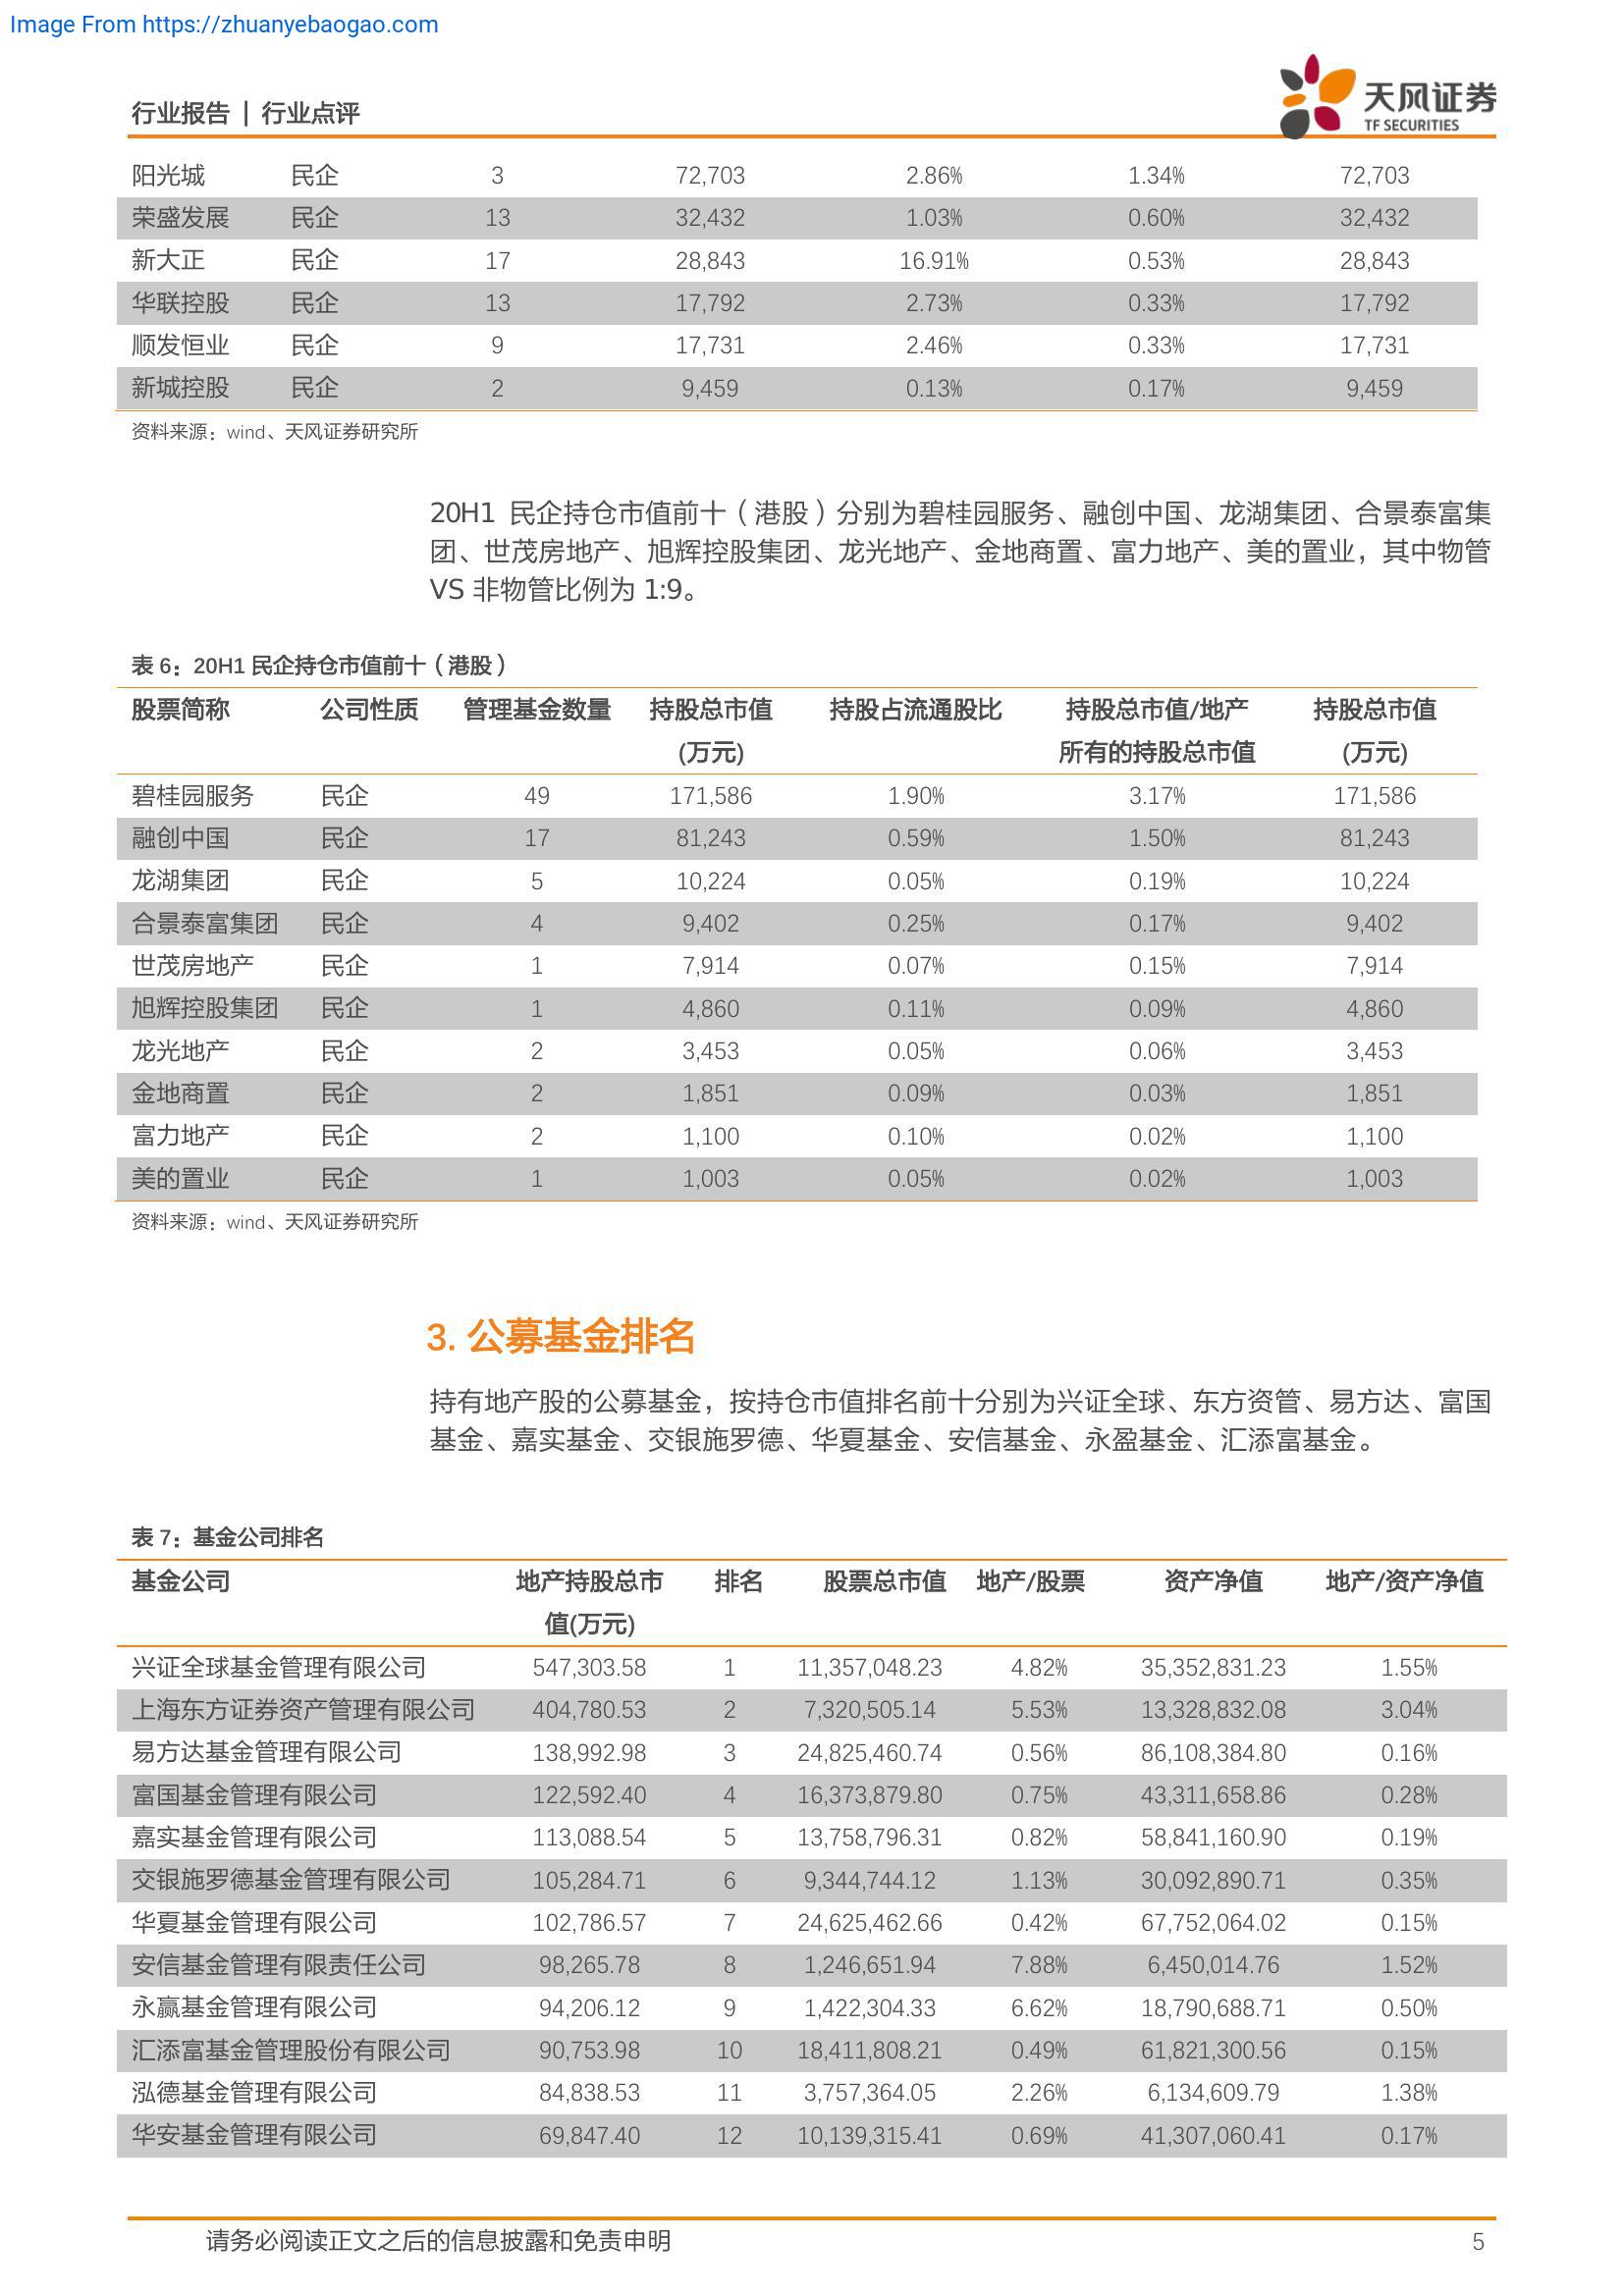 Image From https://zhuanyebaogao.com
行业报告 | 行业点评
天风证券
TF SECURITIES
阳光城 民企 3 72,703 2.86% 1.34% 72,703
荣盛发展 民企 13 32,432 1.03% 0.60% 32,432
新大正 民企 17 28,843 16.91% 0.53% 28,843
华联控股 民企 13 17,792 2.73% 0.33% 17,792
顺发恒业 民企 9 17,731 2.46% 0.33% 17,731
新城控股 民企 2 9,459 0.13% 0.17% 9,459
资料来源：wind、天风证券研究所
20H1 民企持仓市值前十（港股）分别为碧桂园服务、融创中国、龙湖集团、合景泰富集
团、世茂房地产、旭辉控股集团、龙光地产、金地商置、富力地产、美的置业，其中物管
VS 非物管比例为 1:9。
表 6：20H1 民企持仓市值前十（港股）
股票简称 公司性质 管理基金数量 持股总市值 持股占流通股比 持股总市值/地产 持股总市值
(万元) 所有的持股总市值 (万元)
碧桂园服务 民企 49 171,586 1.90% 3.17% 171,586
融创中国 民企 17 81,243 0.59% 1.50% 81,243
龙湖集团 民企 5 10,224 0.05% 0.19% 10,224
合景泰富集团 民企 4 9,402 0.25% 0.17% 9,402
世茂房地产 民企 1 7,914 0.07% 0.15% 7,914
旭辉控股集团 民企 1 4,860 0.11% 0.09% 4,860
龙光地产 民企 2 3,453 0.05% 0.06% 3,453
金地商置 民企 2 1,851 0.09% 0.03% 1,851
富力地产 民企 2 1,100 0.10% 0.02% 1,100
美的置业 民企 1 1,003 0.05% 0.02% 1,003
资料来源：wind、天风证券研究所
3. 公募基金排名
持有地产股的公募基金，按持仓市值排名前十分别为兴证全球、东方资管、易方达、富国
基金、嘉实基金、交银施罗德、华夏基金、安信基金、永盈基金、汇添富基金。
表 7：基金公司排名
基金公司 地产持股总市 排名 股票总市值 地产/股票 资产净值 地产/资产净值
值(万元)
兴证全球基金管理有限公司 547,303.58 1 11,357,048.23 4.82% 35,352,831.23 1.55%
上海东方证券资产管理有限公司 404,780.53 2 7,320,505.14 5.53% 13,328,832.08 3.04%
易方达基金管理有限公司 138,992.98 3 24,825,460.74 0.56% 86,108,384.80 0.16%
富国基金管理有限公司 122,592.40 4 16,373,879.80 0.75% 43,311,658.86 0.28%
嘉实基金管理有限公司 113,088.54 5 13,758,796.31 0.82% 58,841,160.90 0.19%
交银施罗德基金管理有限公司 105,284.71 6 9,344,744.12 1.13% 30,092,890.71 0.35%
华夏基金管理有限公司 102,786.57 7 24,625,462.66 0.42% 67,752,064.02 0.15%
安信基金管理有限责任公司 98,265.78 8 1,246,651.94 7.88% 6,450,014.76 1.52%
永赢基金管理有限公司 94,206.12 9 1,422,304.33 6.62% 18,790,688.71 0.50%
汇添富基金管理股份有限公司 90,753.98 10 18,411,808.21 0.49% 61,821,300.56 0.15%
泓德基金管理有限公司 84,838.53 11 3,757,364.05 2.26% 6,134,609.79 1.38%
华安基金管理有限公司 69,847.40 12 10,139,315.41 0.69% 41,307,060.41 0.17%
请务必阅读正文之后的信息披露和免责申明 5